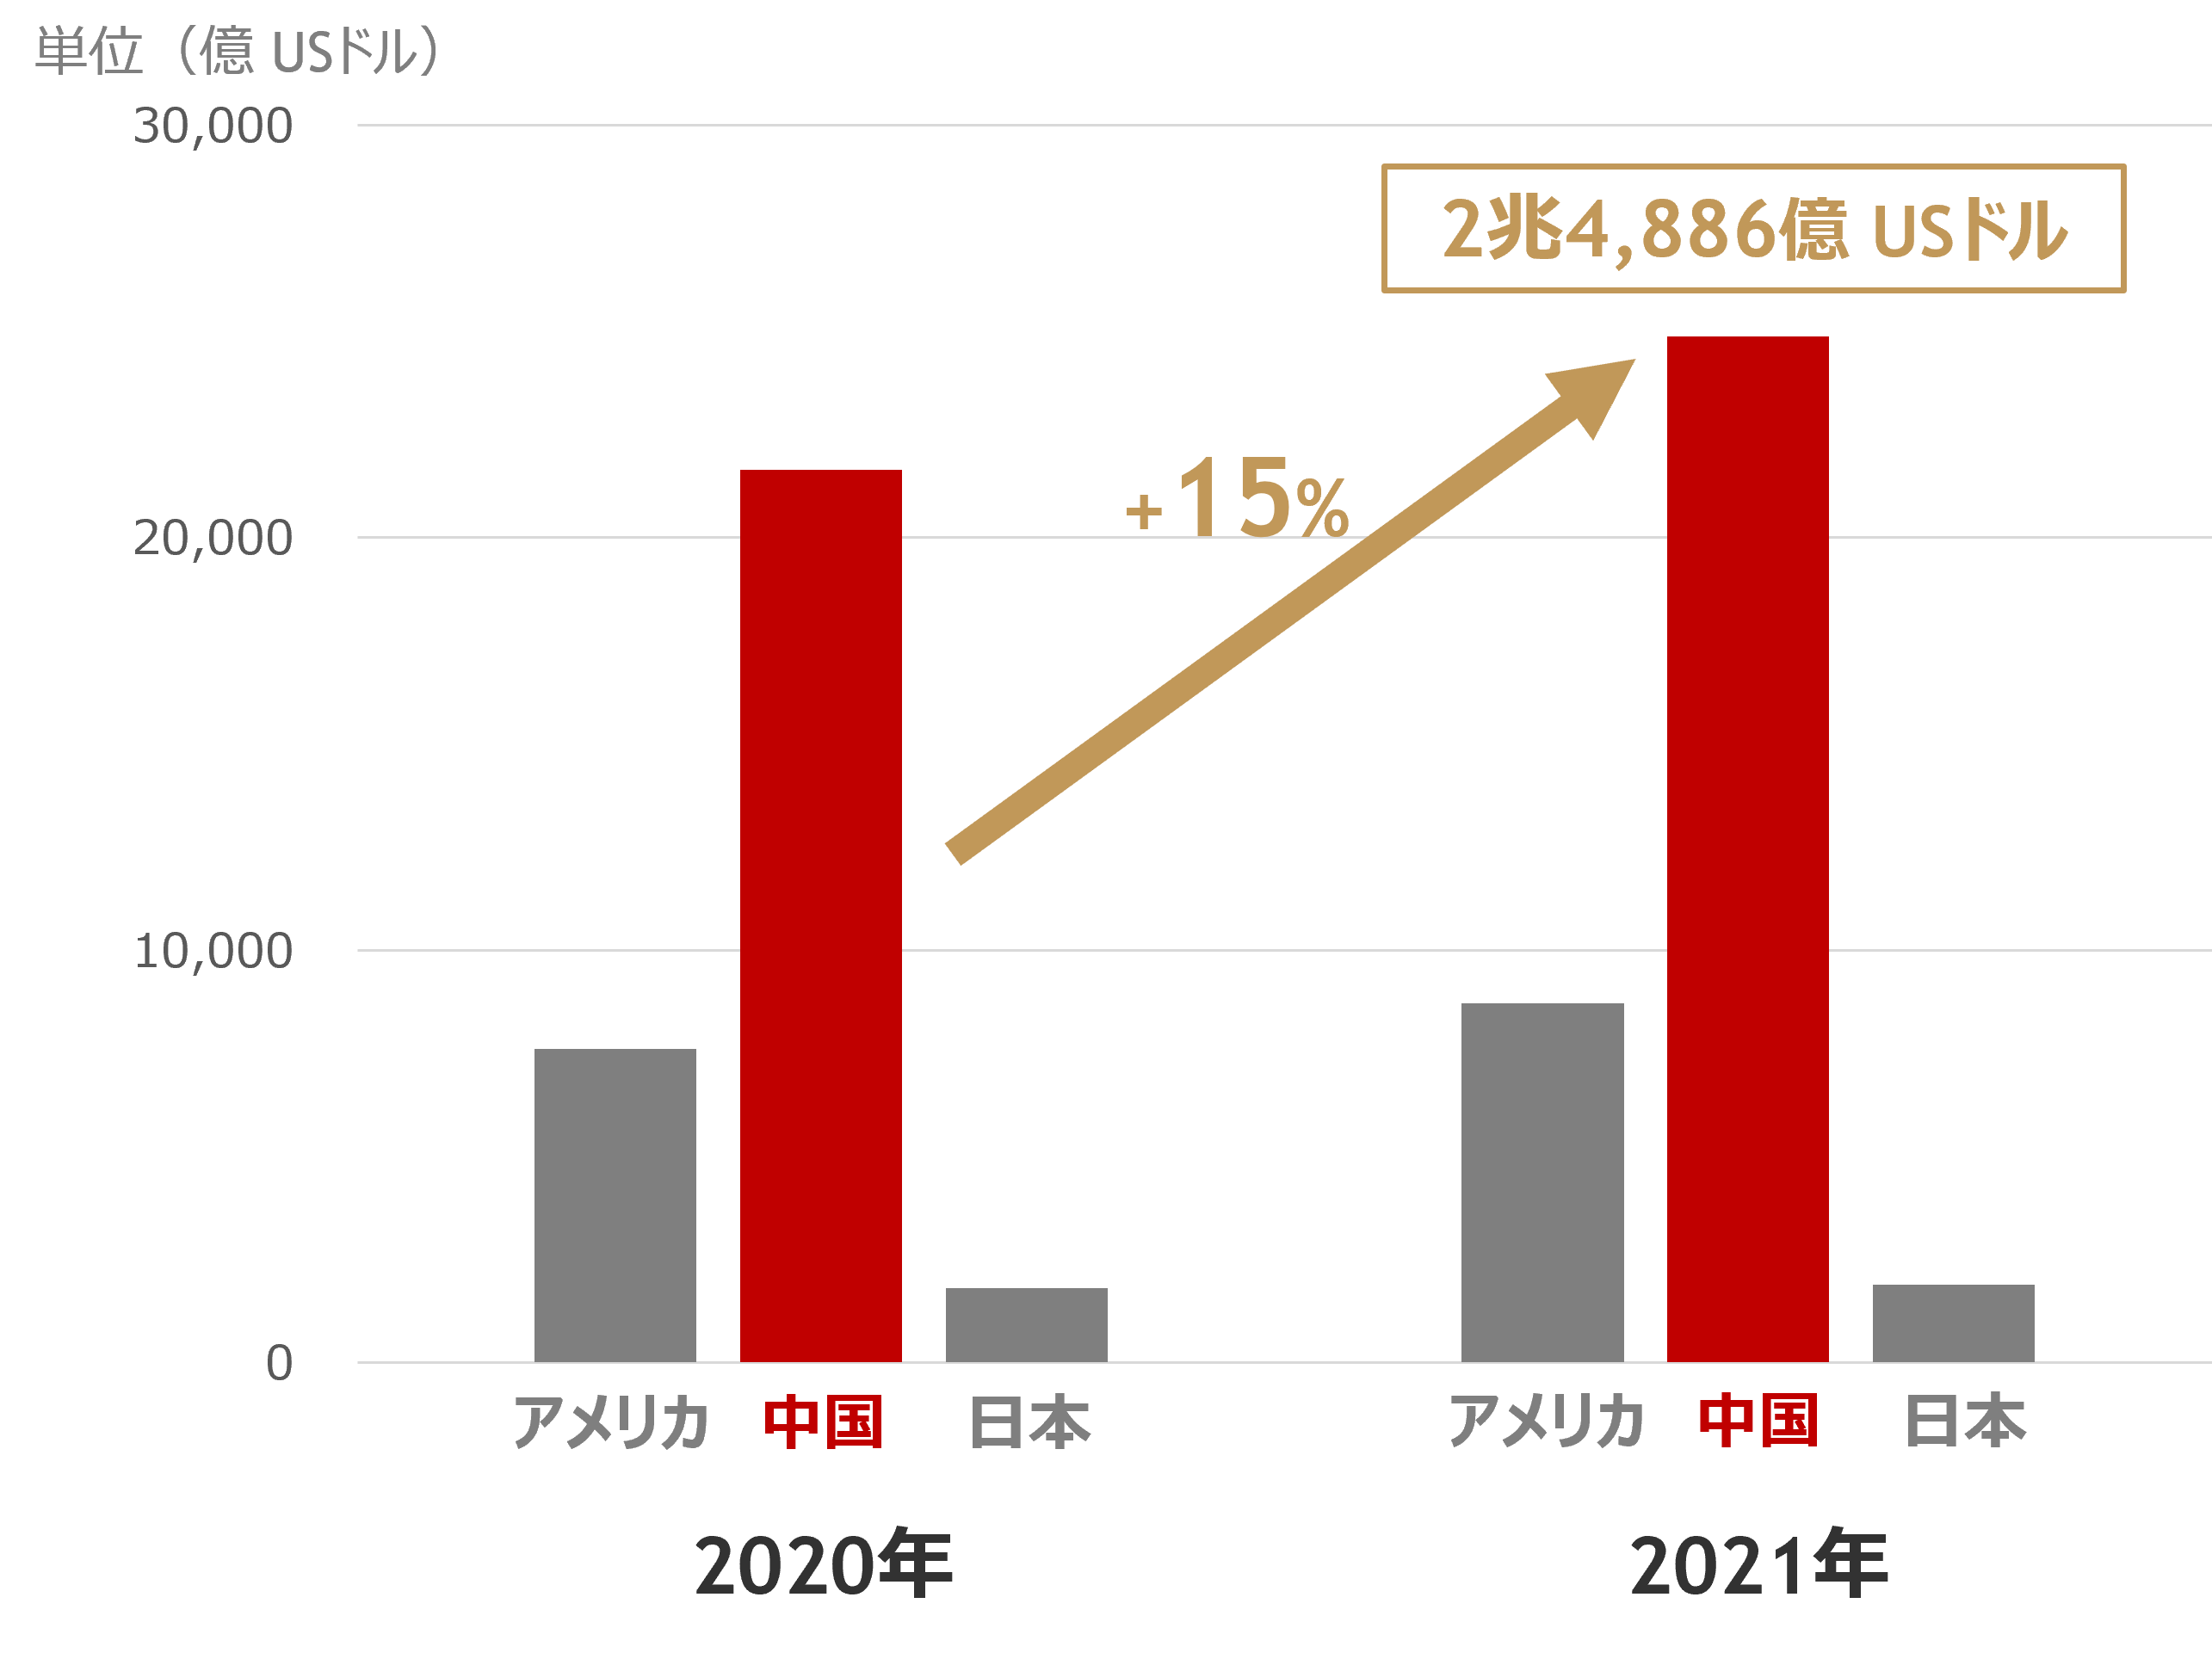 単位（億 USドル）
30,000
2兆4,886億 USドル
+15%
20,000
10,000
0
アメリカ 中国 日本 アメリカ 中国 日本
2020年 2021年